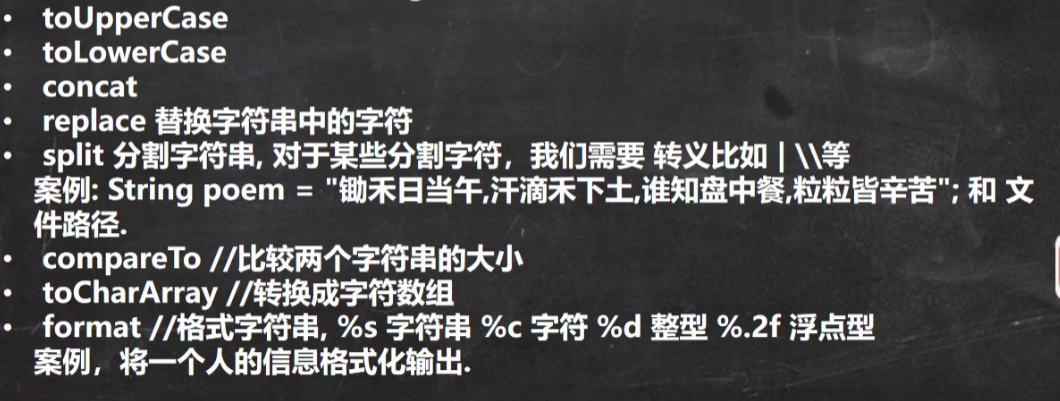 • toUpperCase
• toLowerCase
• concat
• replace 替换字符串中的字符
• split 分割字符串, 对于某些分割字符，我们需要 转义比如 | \\等
案例: String poem = "锄禾日当午,汗滴禾下土,谁知盘中餐,粒粒皆辛苦"; 和 文
件路径.
• compareTo //比较两个字符串的大小
• toCharArray //转换成字符数组
• format //格式字符串, %s 字符串 %c 字符 %d 整型 %.2f 浮点型
案例，将一个人的信息格式化输出.